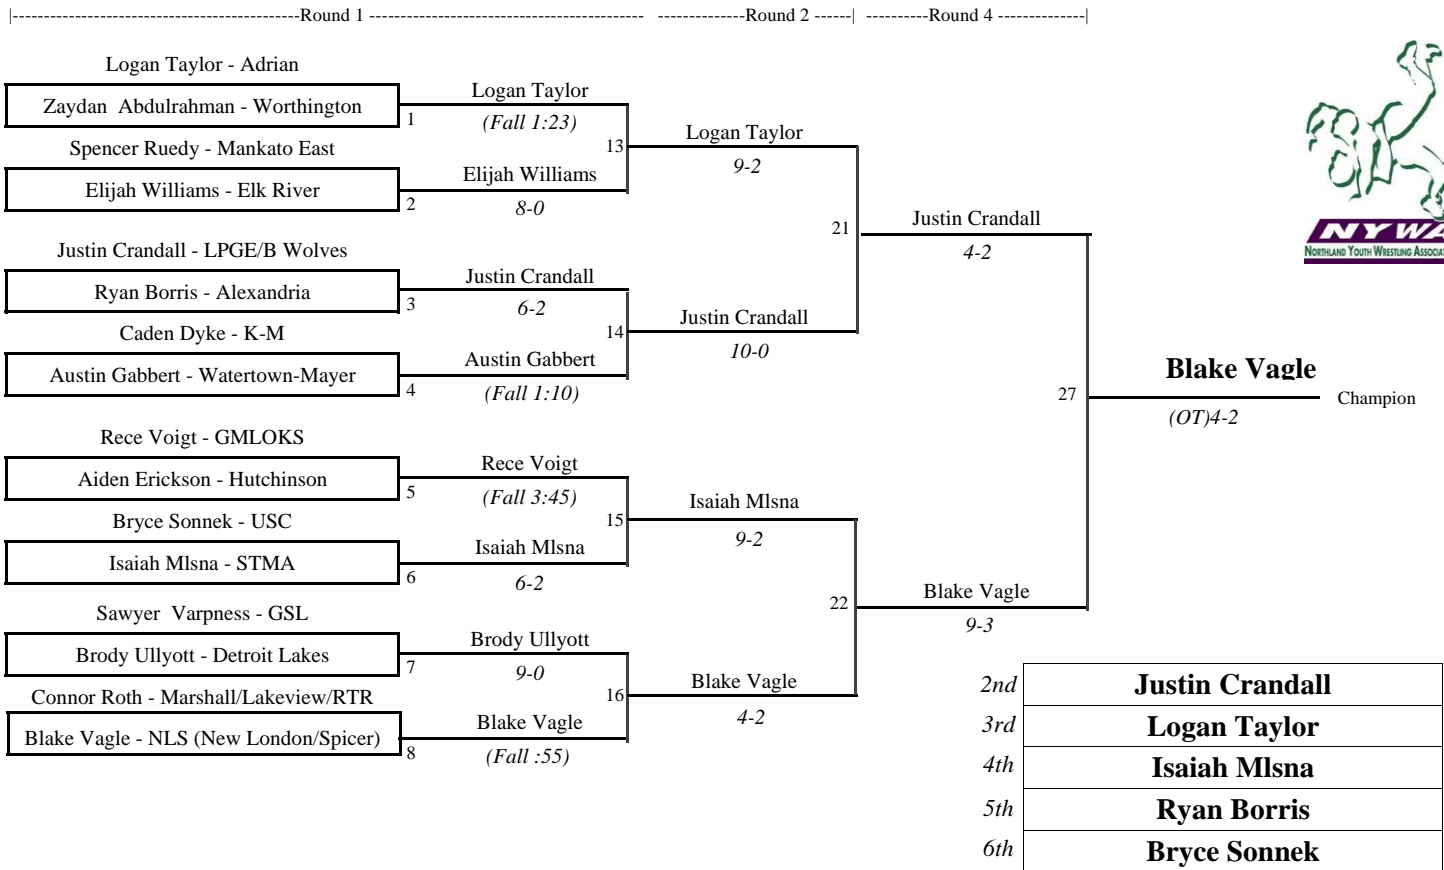 |------------------------------------------Round 1 ---------------------------------------- -------------Round 2 ------| ----------Round 4 -------------|
Logan Taylor - Adrian
Zaydan  Abdulrahman - Worthington
1
Spencer Ruedy - Mankato East
Elijah Williams - Elk River
2
Justin Crandall - LPGE/B Wolves
Ryan Borris - Alexandria
3
Caden Dyke - K-M
Austin Gabbert - Watertown-Mayer
4
Rece Voigt - GMLOKS
Aiden Erickson - Hutchinson
5
Bryce Sonnek - USC
Isaiah Mlsna - STMA
6
Sawyer  Varpness - GSL
Brody Ullyott - Detroit Lakes
7
Connor Roth - Marshall/Lakeview/RTR
Blake Vagle - NLS (New London/Spicer)
8
Logan Taylor
(Fall 1:23)
13
Elijah Williams
8-0
Justin Crandall
6-2
14
Austin Gabbert
(Fall 1:10)
Rece Voigt
(Fall 3:45)
15
Isaiah Mlsna
6-2
Brody Ullyott
9-0
16
Blake Vagle
(Fall :55)
Logan Taylor
9-2
21
Justin Crandall
10-0
Isaiah Mlsna
9-2
22
Blake Vagle
4-2
Justin Crandall
4-2
27
Blake Vagle
9-3
Blake Vagle
Champion
(OT)4-2
NYWA
NORTHLAND YOUTH WRESTLING
2nd Justin Crandall
3rd Logan Taylor
4th Isaiah Mlsna
5th Ryan Borris
6th Bryce Sonnek